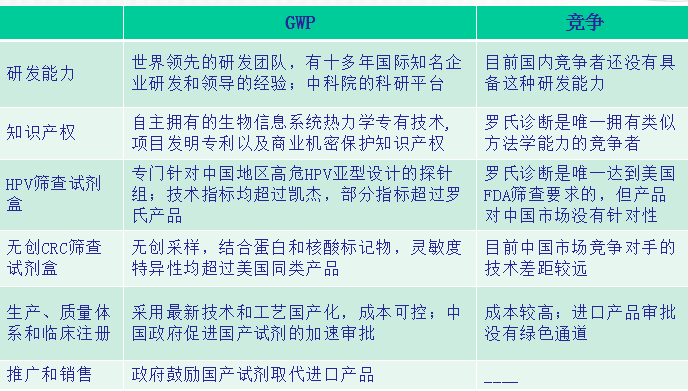 GWP
竞争
研发能力
世界领先的研发团队，有十多年国际知名企
业研发和领导的经验；中科院的科研平台
目前国内竞争者还没有具
备这种研发能力
知识产权
自主拥有的生物信息系统热力学专有技术,
项目发明专利以及商业机密保护知识产权
罗氏诊断是唯一拥有类似
方法学能力的竞争者
HPV筛查试剂
盒
专门针对中国地区高危HPV亚型设计的探针
组；技术指标均超过凯杰，部分指标超过罗
氏产品
罗氏诊断是唯一达到美国
FDA筛查要求的，但产品
对中国市场没有针对性
无创CRC筛查
试剂盒
无创采样，结合蛋白和核酸标记物，灵敏度
特异性均超过美国同类产品
目前中国市场竞争对手的
技术差距较远
生产、质量体
系和临床注册
采用最新技术和工艺国产化，成本可控；中
国政府促进国产试剂的加速审批
成本较高；进口产品审批
没有绿色通道
推广和销售
政府鼓励国产试剂取代进口产品
____